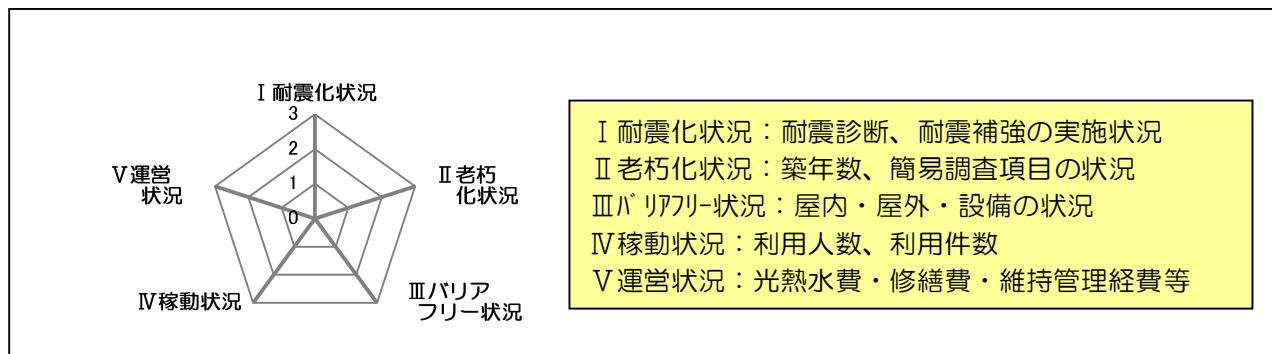 Ⅰ耐震化状況
3
2
1
0
Ⅱ老朽
化状況
Ⅲバリア
フリー状況
Ⅳ稼動状況
Ⅴ運営
状況
Ⅰ耐震化状況：耐震診断、耐震補強の実施状況
Ⅱ老朽化状況：築年数、簡易調査項目の状況
Ⅲﾊﾞﾘｱﾌﾘｰ状況：屋内・屋外・設備の状況
Ⅳ稼動状況：利用人数、利用件数
Ⅴ運営状況：光熱水費・修繕費・維持管理経費等